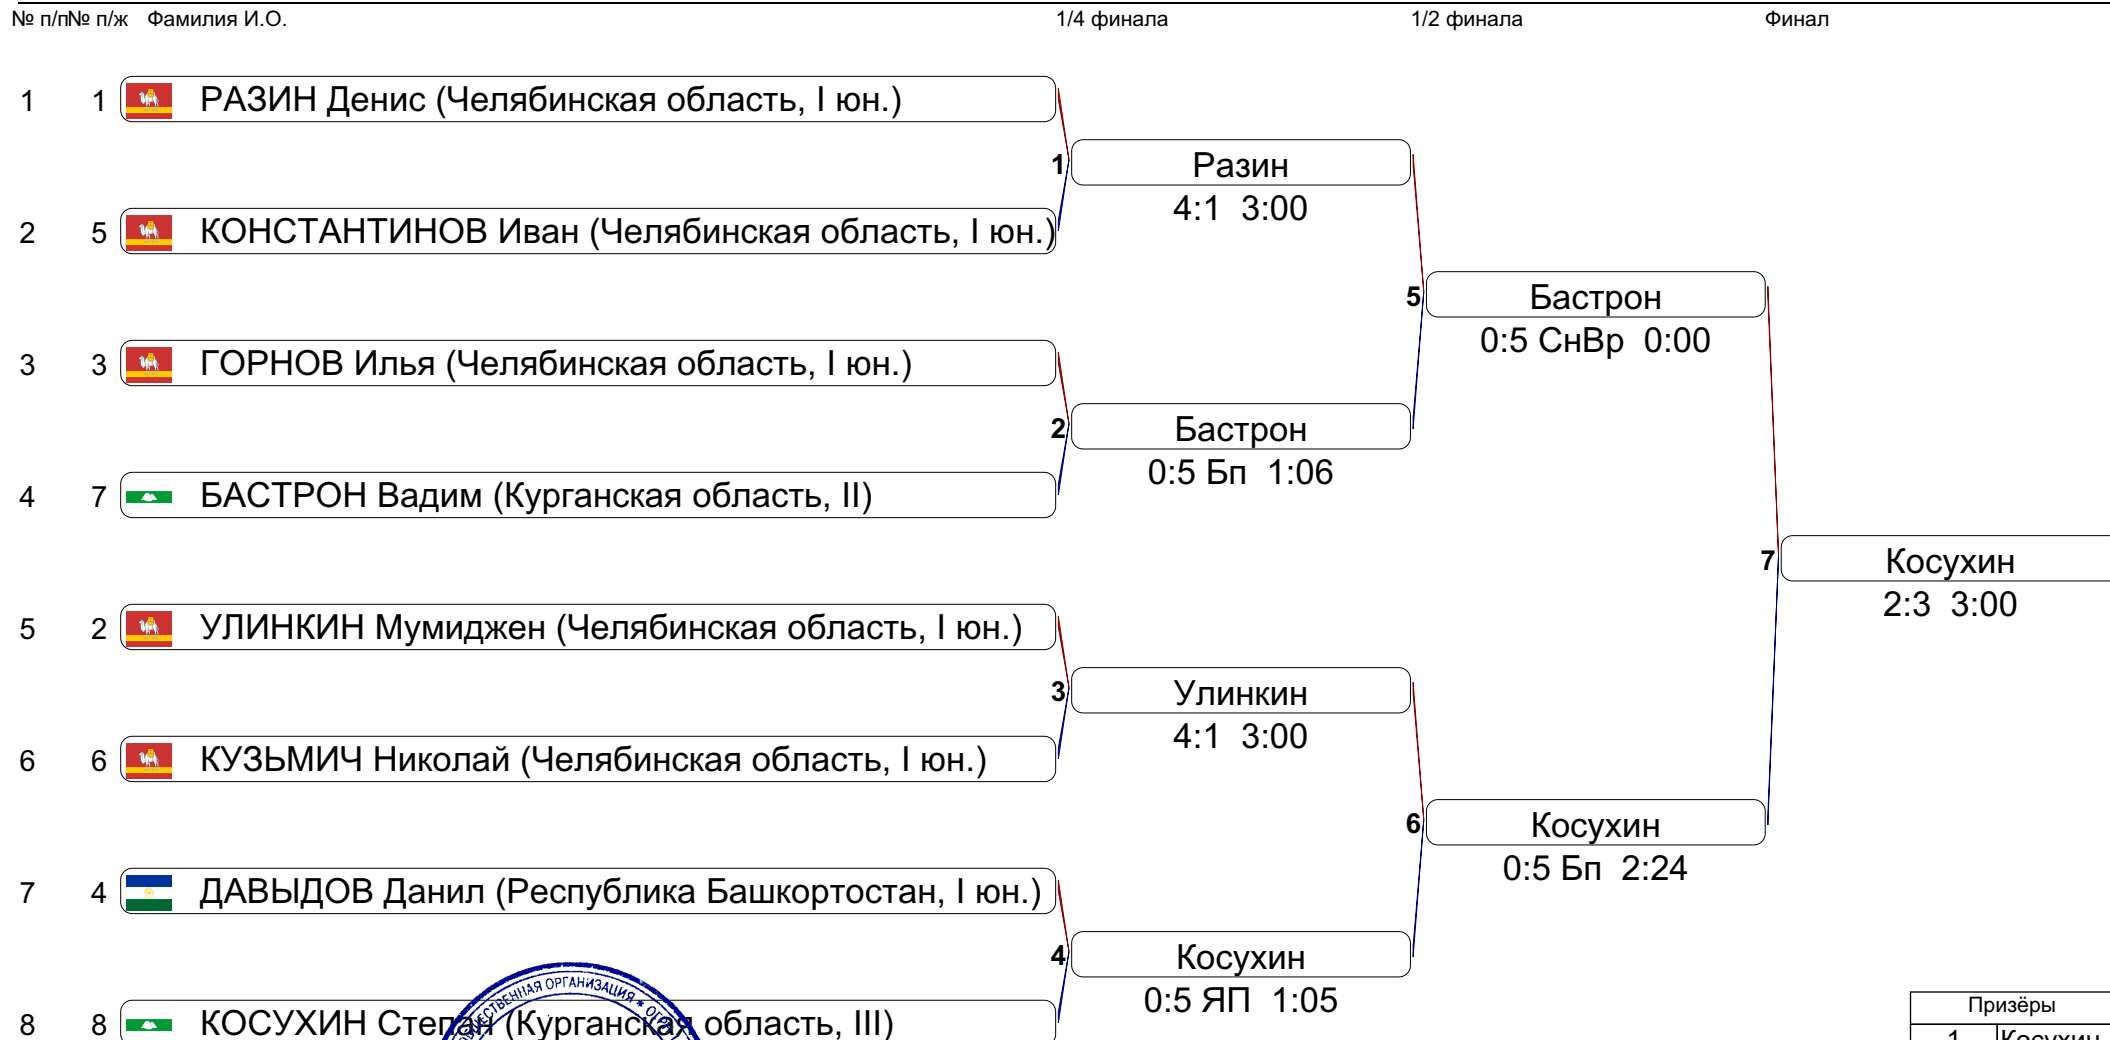 № п/п№ п/ж Фамилия И.О. 1/4 финала 1/2 финала Финал
1 1 РАЗИН Денис (Челябинская область, I юн.)
1 Разин
4:1 3:00
2 5 КОНСТАНТИНОВ Иван (Челябинская область, I юн.)
5 Бастрон
0:5 СнВр 0:00
3 3 ГОРНОВ Илья (Челябинская область, I юн.)
2 Бастрон
0:5 Бп 1:06
4 7 БАСТРОН Вадим (Курганская область, II)
7 Косухин
2:3 3:00
5 2 УЛИНКИН Мумиджен (Челябинская область, I юн.)
3 Улинкин
4:1 3:00
6 6 КУЗЬМИЧ Николай (Челябинская область, I юн.)
6 Косухин
0:5 Бп 2:24
7 4 ДАВЫДОВ Данил (Республика Башкортостан, I юн.)
4 Косухин
0:5 ЯП 1:05
8 8 КОСУХИН Степан (Курганская область, III)
ОРГАНИЗАЦИЯ
Призёры
1 Косухин